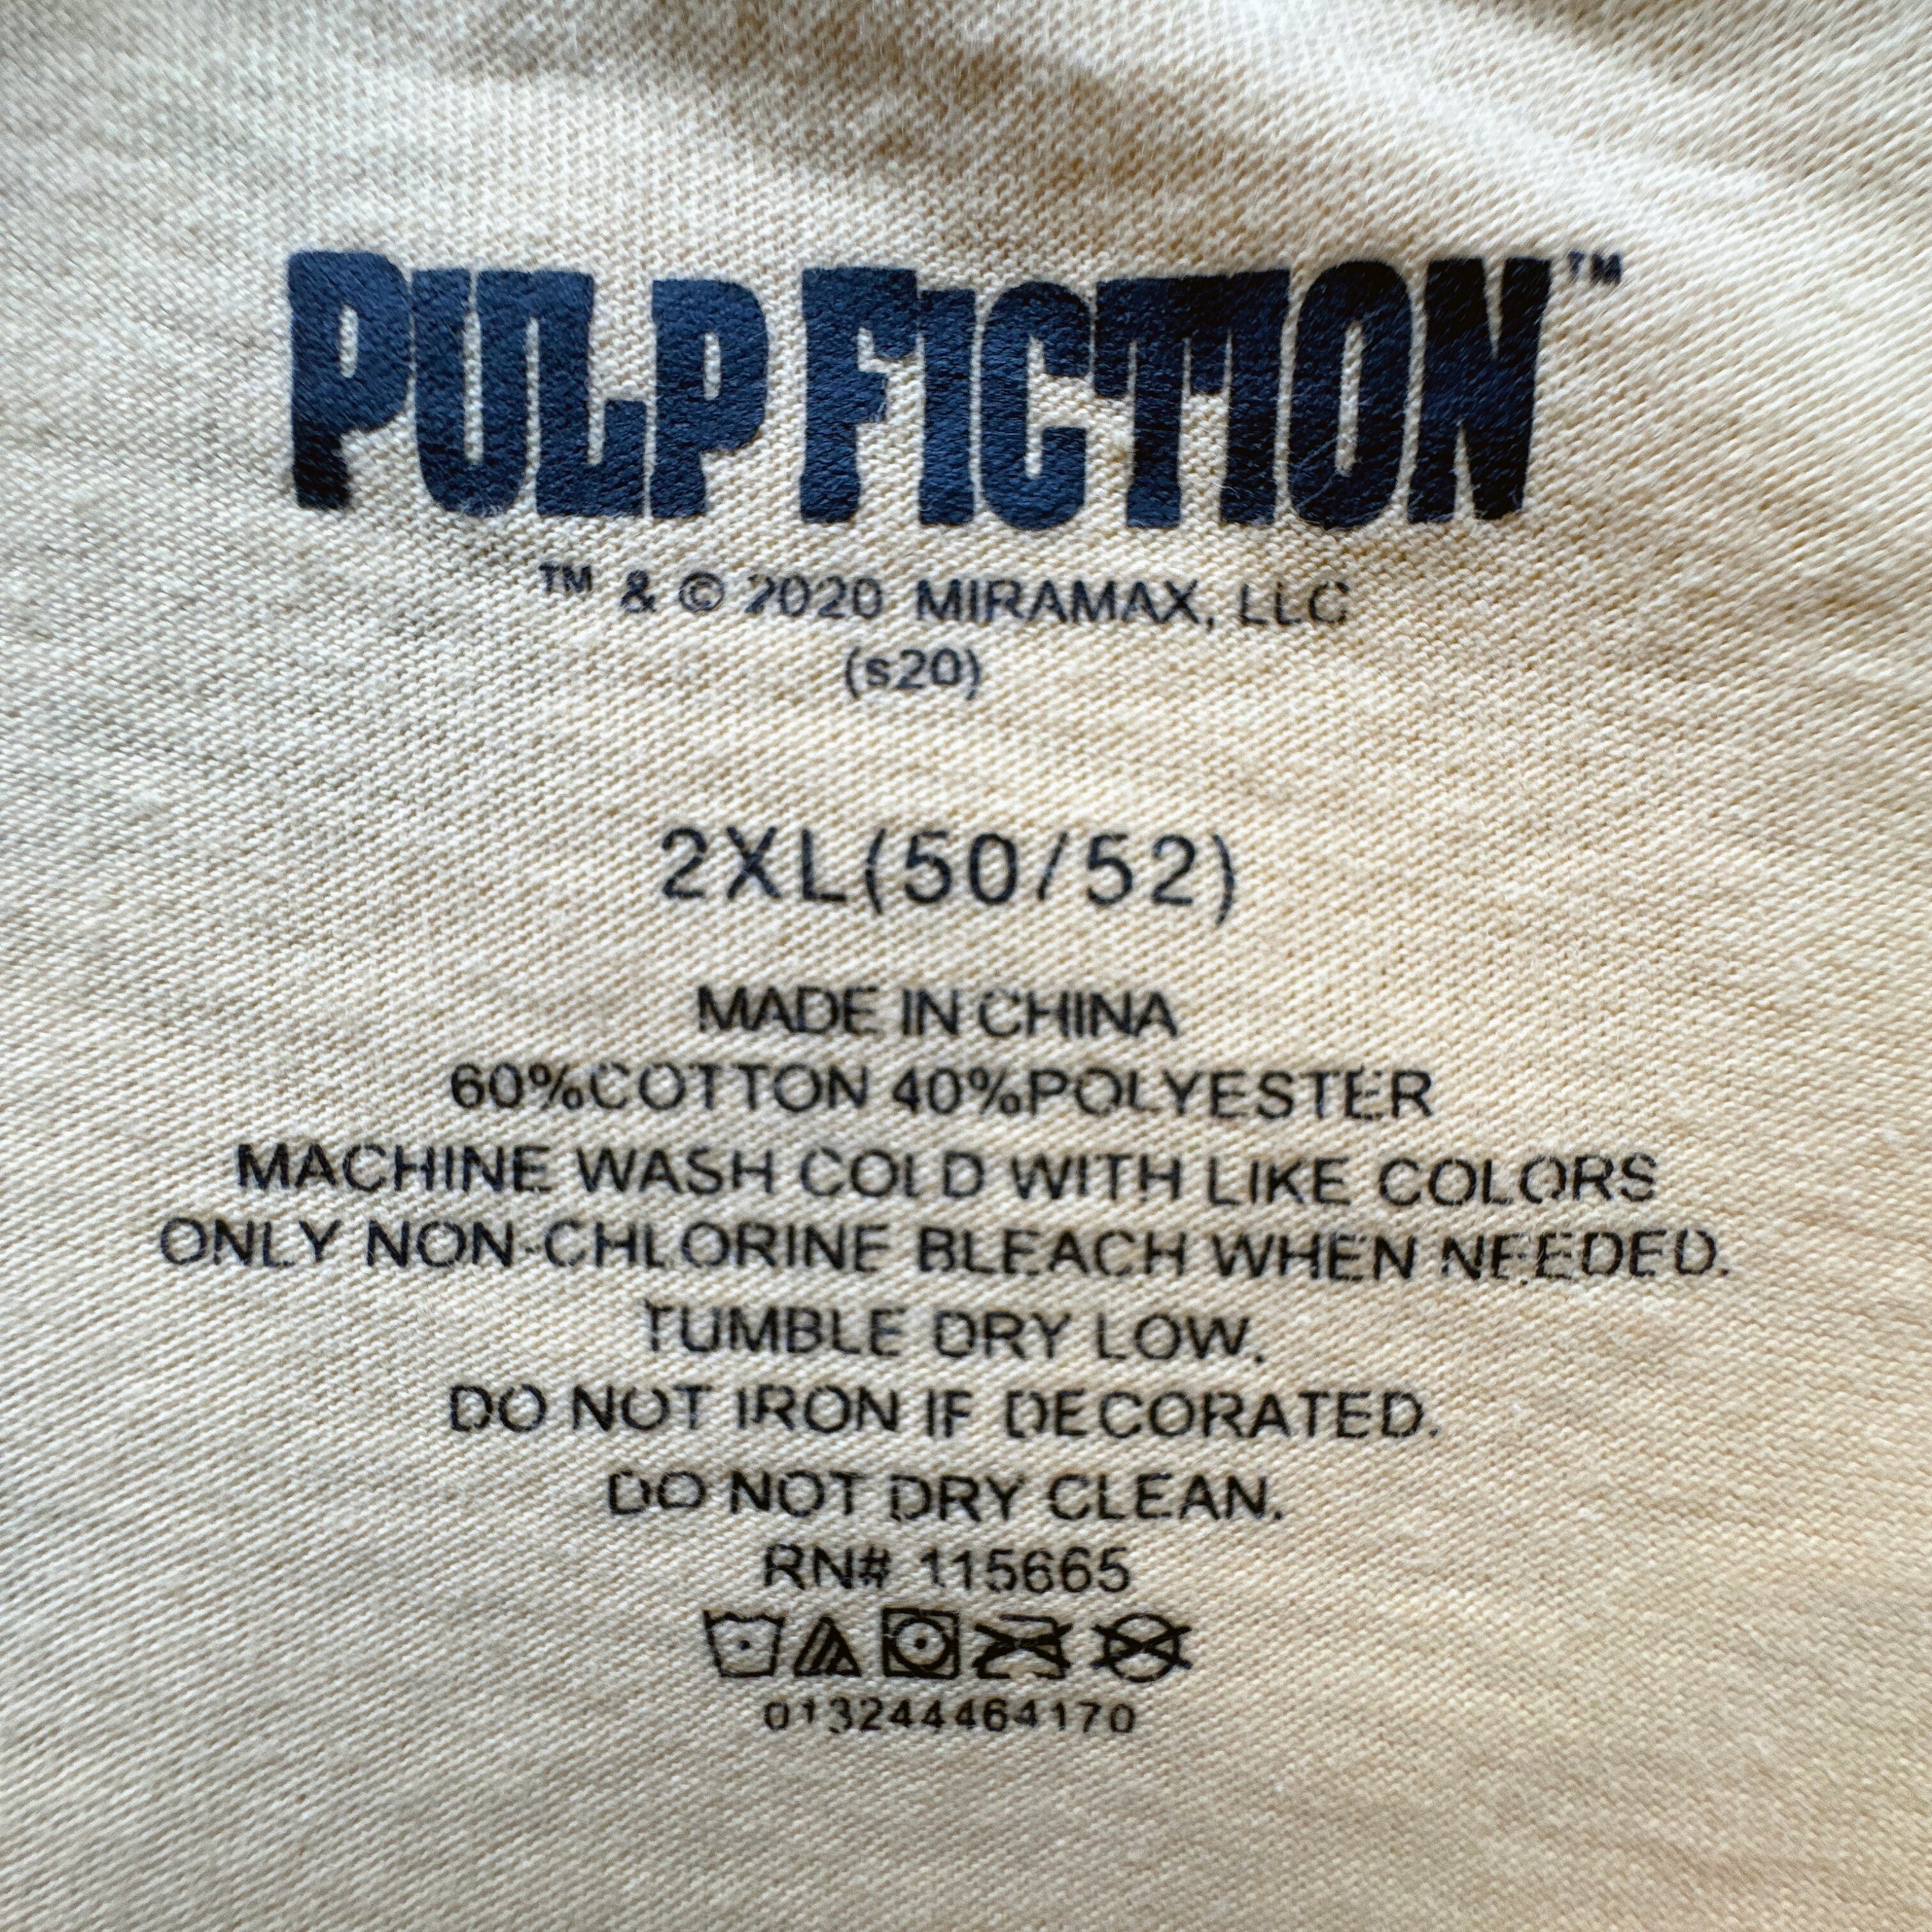 PULP FICTION™
™ & © 2020 MIRAMAX, LLC
(s20)
2XL(50/52)
MADE IN CHINA
60%COTTON 40%POLYESTER
MACHINE WASH COLD WITH LIKE COLORS
ONLY NON-CHLORINE BLEACH WHEN NEEDED.
TUMBLE DRY LOW.
DO NOT IRON IF DECORATED.
DO NOT DRY CLEAN.
RN# 115665
013244464170